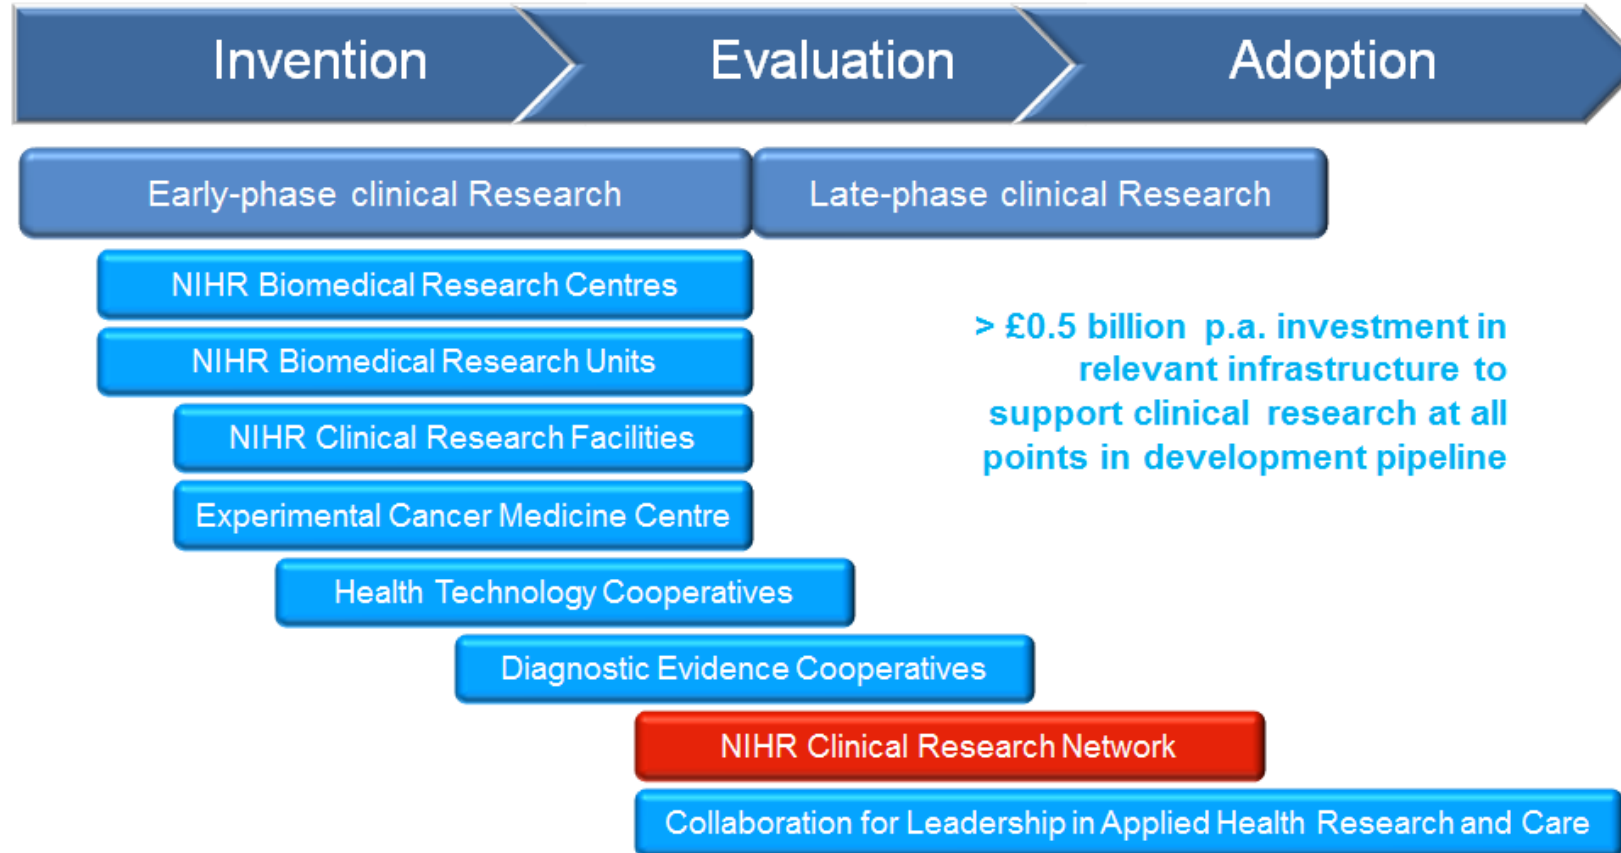 Invention
Evaluation
Adoption
Early-phase clinical Research
Late-phase clinical Research
NIHR Biomedical Research Centres
NIHR Biomedical Research Units
NIHR Clinical Research Facilities
Experimental Cancer Medicine Centre
Health Technology Cooperatives
Diagnostic Evidence Cooperatives
NIHR Clinical Research Network
Collaboration for Leadership in Applied Health Research and Care
> £0.5 billion p.a. investment in
relevant infrastructure to
support clinical research at all
points in development pipeline